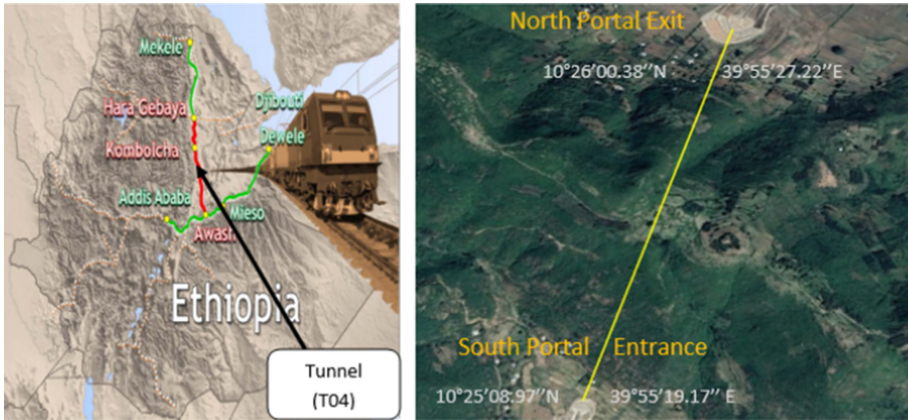 Mekele
Hara Gebaya
Djibouti
Dewele
Kombolcha
Addis Ababa
Mieso
Awash
Ethiopia
Tunnel
(T04)
North Portal Exit
10°26'00.38’’N 39°55’27.22’’E
South Portal Entrance
10°25’08.97’’N 39°55’19.17’’ E